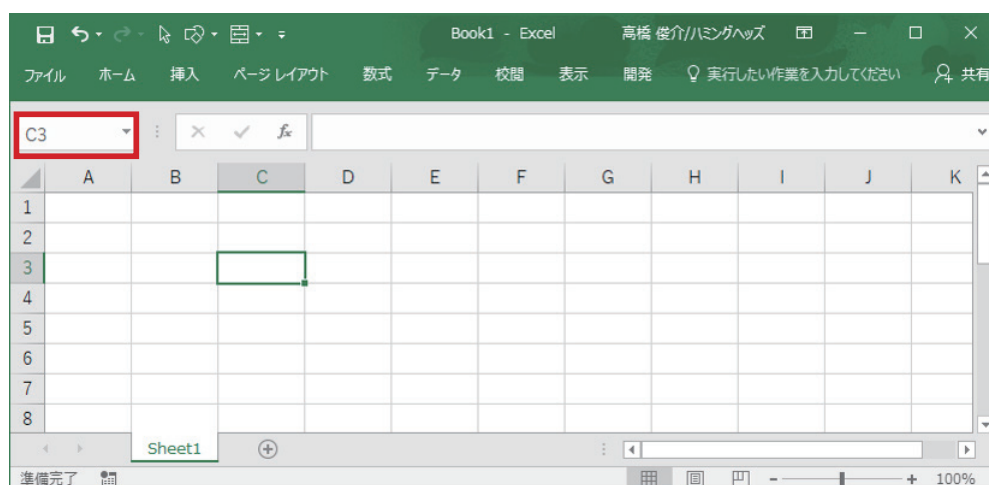 Book1 - Excel 高橋 俊介/ハミングヘッズ
ファイル ホーム 挿入 ページ レイアウト 数式 データ 校閲 表示 開発 実行したい作業を入力してください 共有
C3 fx
A B C D E F G H I J K
1
2
3
4
5
6
7
8
Sheet1
準備完了 100%